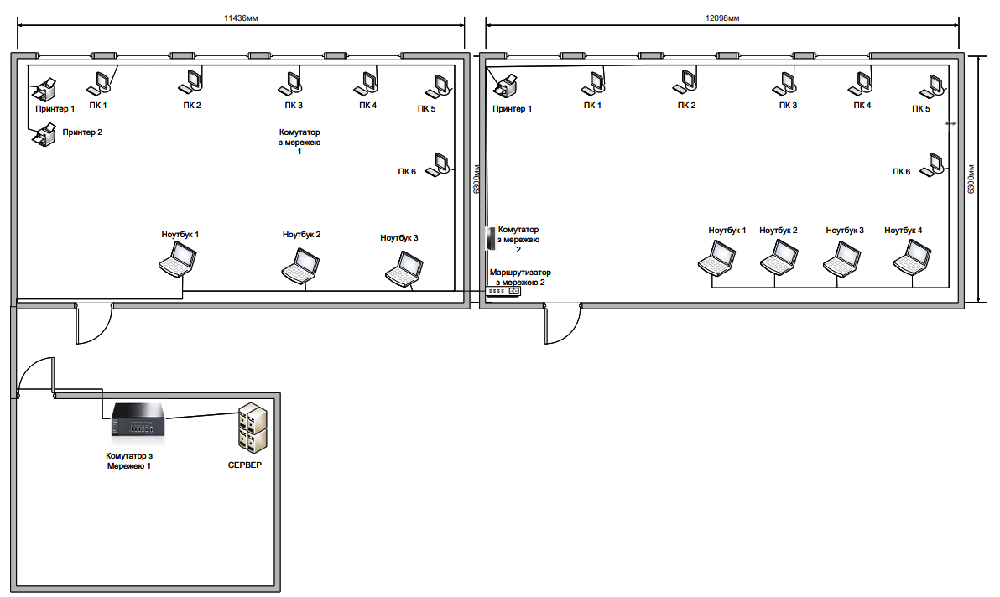 11436мм
12098мм
Принтер 1
ПК 1
ПК 2
ПК 3
ПК 4
ПК 5
Принтер 2
Комутатор
з мережею
1
ПК 6
6300мм
Ноутбук 1
Ноутбук 2
Ноутбук 3
Принтер 1
ПК 1
ПК 2
ПК 3
ПК 4
ПК 5
ПК 6
6300мм
Комутатор
з мережею
2
Маршрутизатор
з мережею 2
Ноутбук 1
Ноутбук 2
Ноутбук 3
Ноутбук 4
Комутатор з
Мережею 1
СЕРВЕР